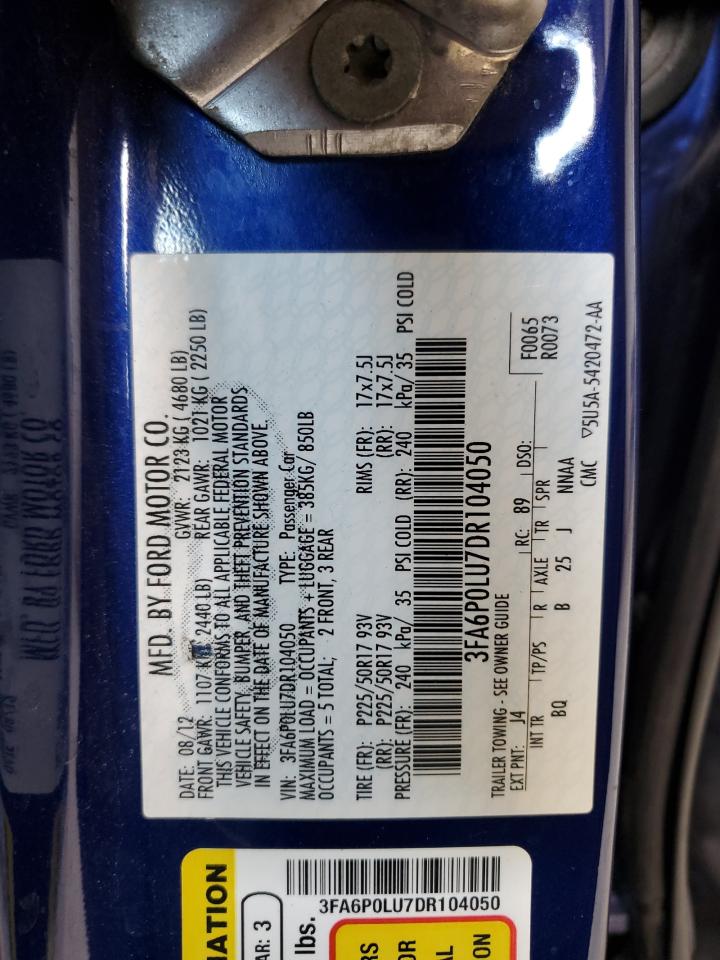 MFD. BY FORD MOTOR CO.
DATE: 08/12 GVWR: 2123 KG ( 4680 LB)
FRONT GAWR: 1107 KG( 2440 LB) REAR GAWR: 1021 KG ( 2250 LB)
THIS VEHICLE CONFORMS TO ALL APPLICABLE FEDERAL MOTOR
VEHICLE SAFETY, BUMPER, AND THEFT PREVENTION STANDARDS
IN EFFECT ON THE DATE OF MANUFACTURE SHOWN ABOVE.
VIN: 3FA6P0LU7DR104050 TYPE: Passenger Car
MAXIMUM LOAD = OCCUPANTS + LUGGAGE = 385KG/ 850LB
OCCUPANTS = 5 TOTAL; 2 FRONT, 3 REAR
TIRE (FR): P225/50R17 93V RIMS (FR): 17x7.5J
(RR): P225/50R17 93V (RR): 17x7.5J
PRESSURE (FR): 240 kPa/ 35 PSI COLD (RR): 240 kPa/ 35 PSI COLD
3FA6P0LU7DR104050
TRAILER TOWING - SEE OWNER GUIDE F0065
R0073
EXT PNT: J4 RC: 89 DSO:
INT TR TP/PS R AXLE TR SPR
BQ B 25 J NNAA
CMC ▽5U5A-5420472-AA
3FA6P0LU7DR104050
lbs.